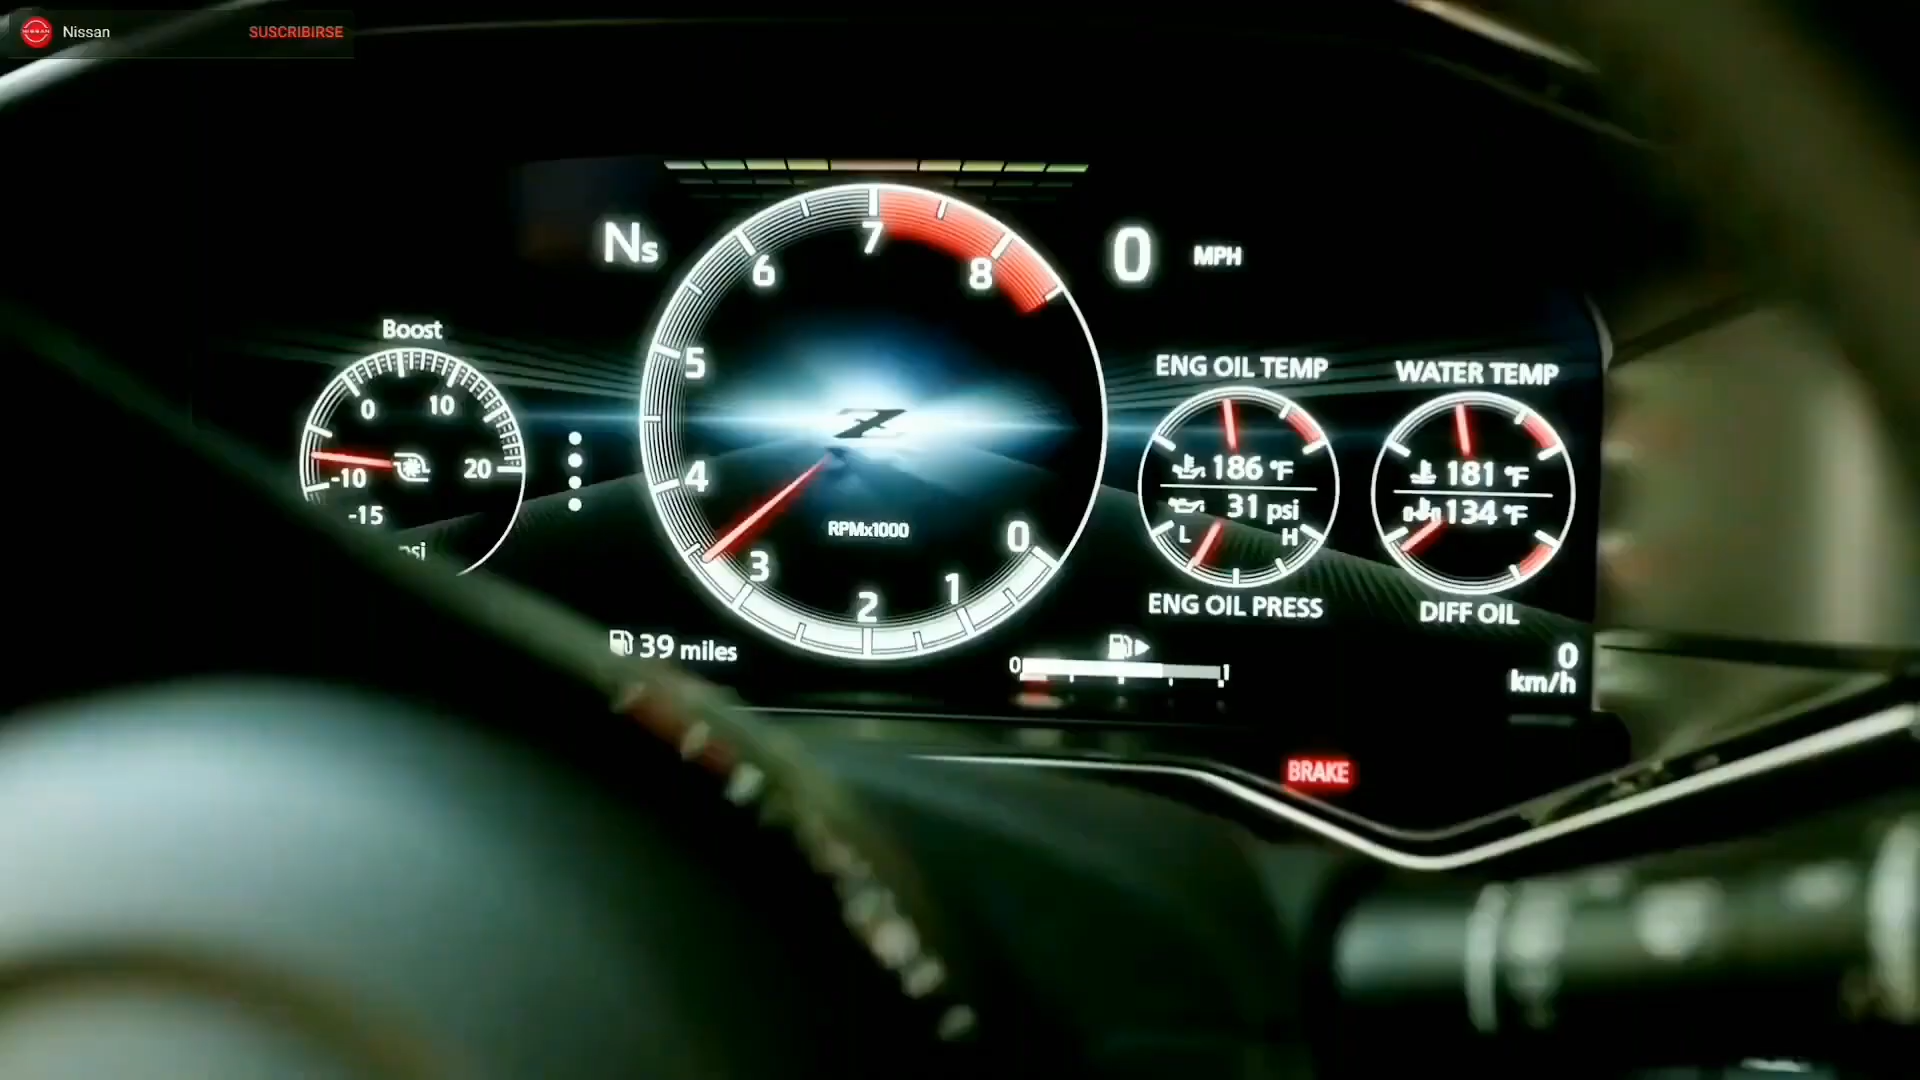 Nissan
SUSCRIBIRSE
Ns
0 MPH
7
6
8
5
4
3
2
1
0
RPMx1000
Boost
0
10
20
-10
-15
ENG OIL TEMP
186 °F
31 psi
L
H
ENG OIL PRESS
WATER TEMP
181 °F
134 °F
DIFF OIL
39 miles
0
1
0
km/h
BRAKE